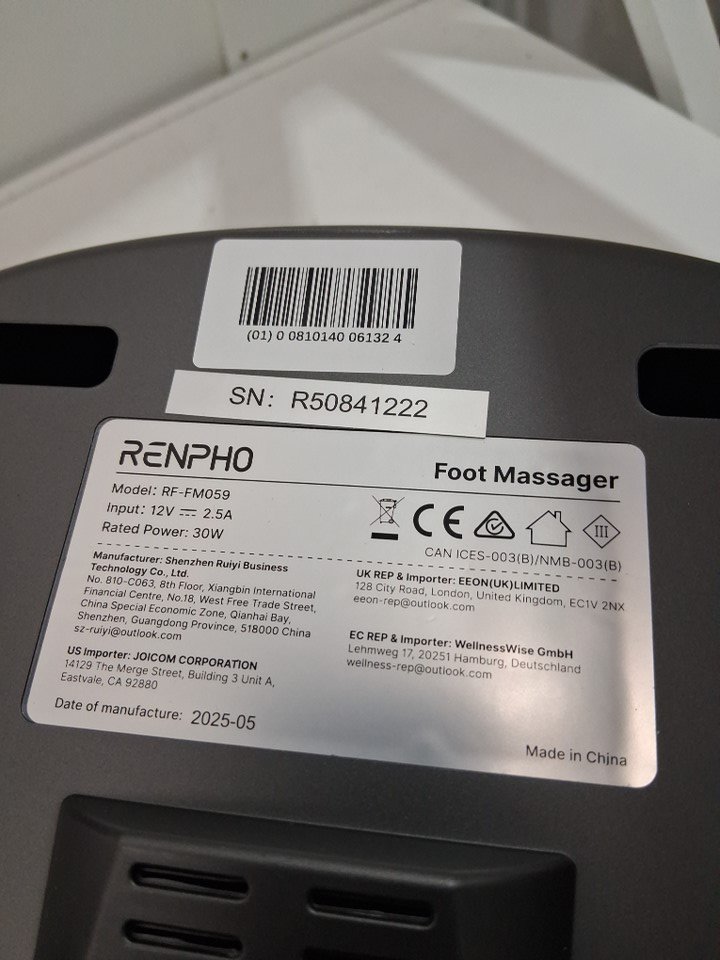 (01) 0 0810140 06132 4
SN: R50841222
RENPHO
Foot Massager
Model: RF-FM059
Input: 12V ⎓ 2.5A
Rated Power: 30W
CE
III
CAN ICES-003(B)/NMB-003(B)
Manufacturer: Shenzhen Ruiyi Business
Technology Co., Ltd.
No. 810-C063, 8th Floor, Xiangbin International
Financial Centre, No.18, West Free Trade Street,
China Special Economic Zone, Qianhai Bay,
Shenzhen, Guangdong Province, 518000 China
sz-ruiyi@outlook.com
US Importer: JOICOM CORPORATION
14129 The Merge Street, Building 3 Unit A,
Eastvale, CA 92880
Date of manufacture: 2025-05
UK REP & Importer: EEON(UK)LIMITED
128 City Road, London, United Kingdom, EC1V 2NX
eeon-rep@outlook.com
EC REP & Importer: WellnessWise GmbH
Lehmweg 17, 20251 Hamburg, Deutschland
wellness-rep@outlook.com
Made in China